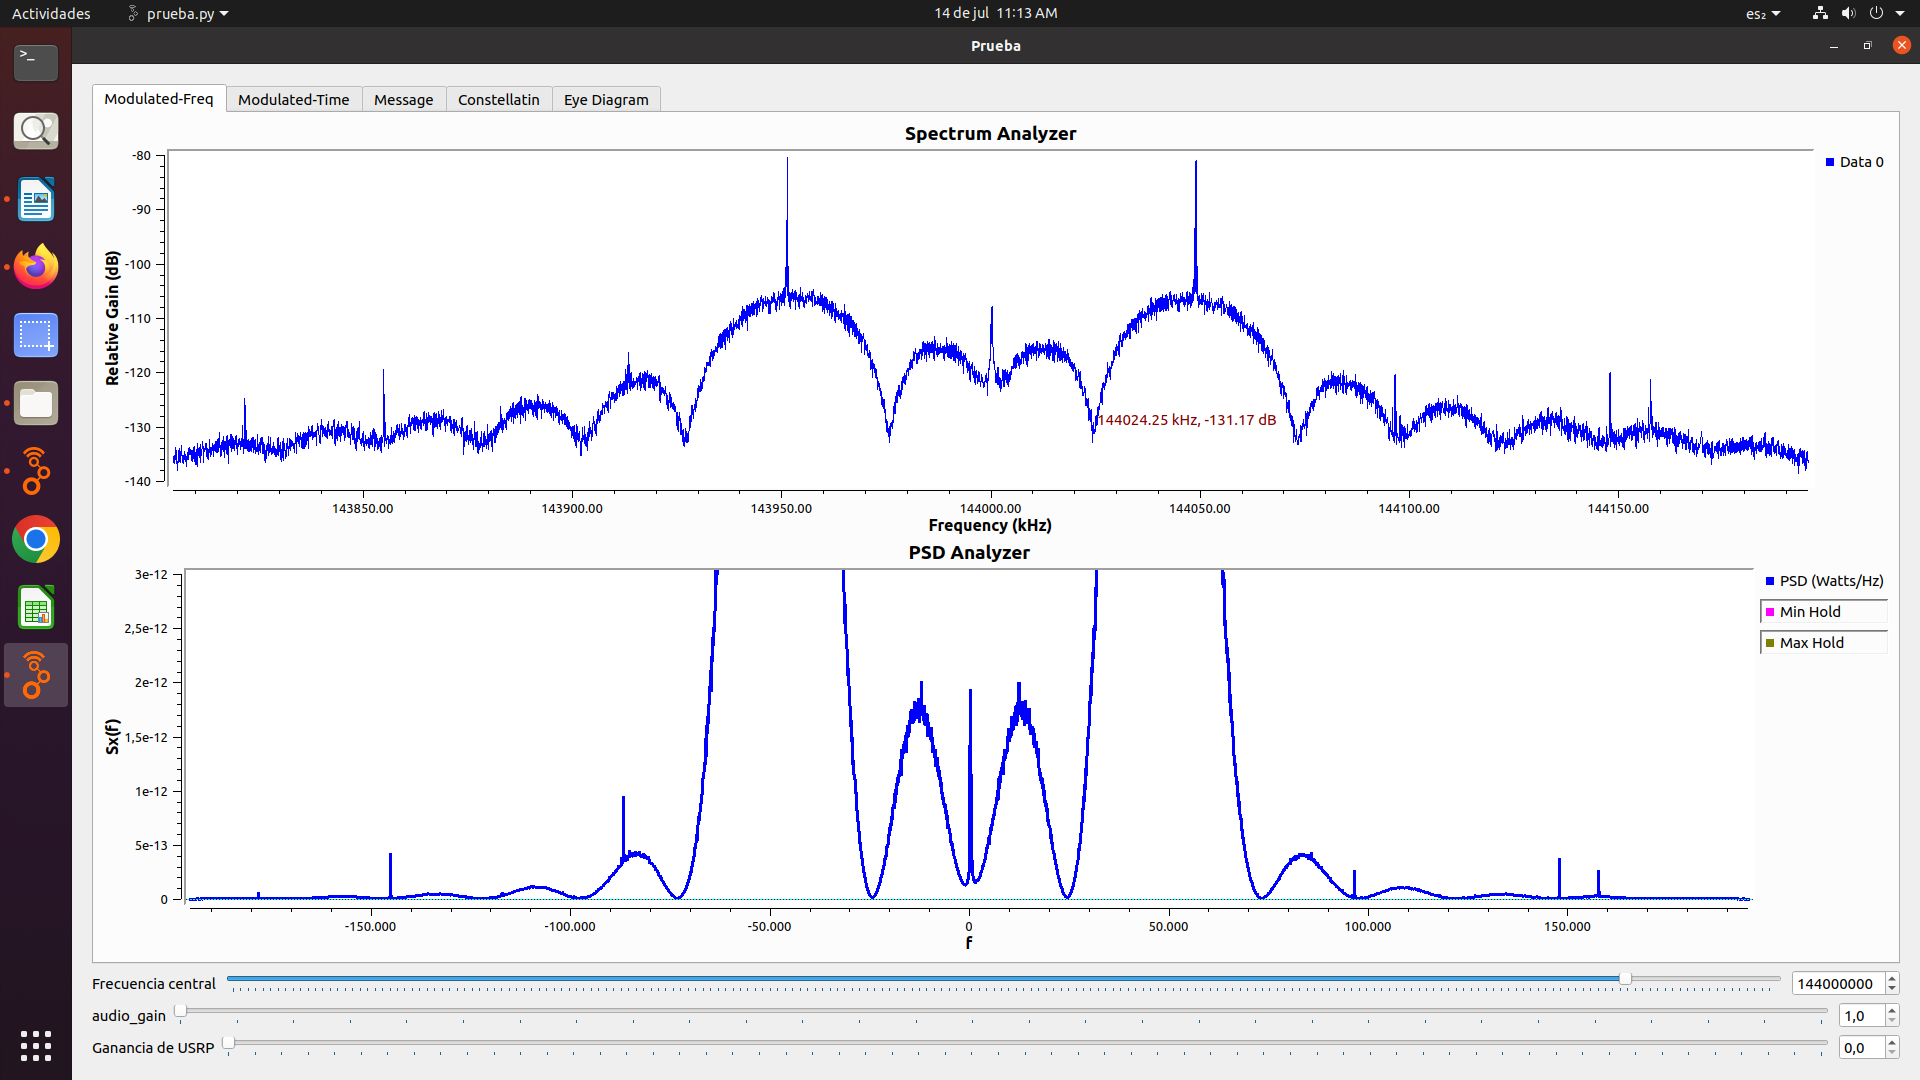 Actividades
prueba.py
14 de jul 11:13 AM
es₂
Prueba
Modulated-Freq
Modulated-Time
Message
Constellatin
Eye Diagram
Spectrum Analyzer
Relative Gain (dB)
-80
-90
-100
-110
-120
-130
-140
Data 0
144024.25 kHz, -131.17 dB
143850.00
143900.00
143950.00
144000.00
144050.00
144100.00
144150.00
Frequency (kHz)
PSD Analyzer
Sx(f)
3e-12
2,5e-12
2e-12
1,5e-12
1e-12
5e-13
0
PSD (Watts/Hz)
Min Hold
Max Hold
-150.000
-100.000
-50.000
0
50.000
100.000
150.000
f
Frecuencia central
144000000
audio_gain
1,0
Ganancia de USRP
0,0